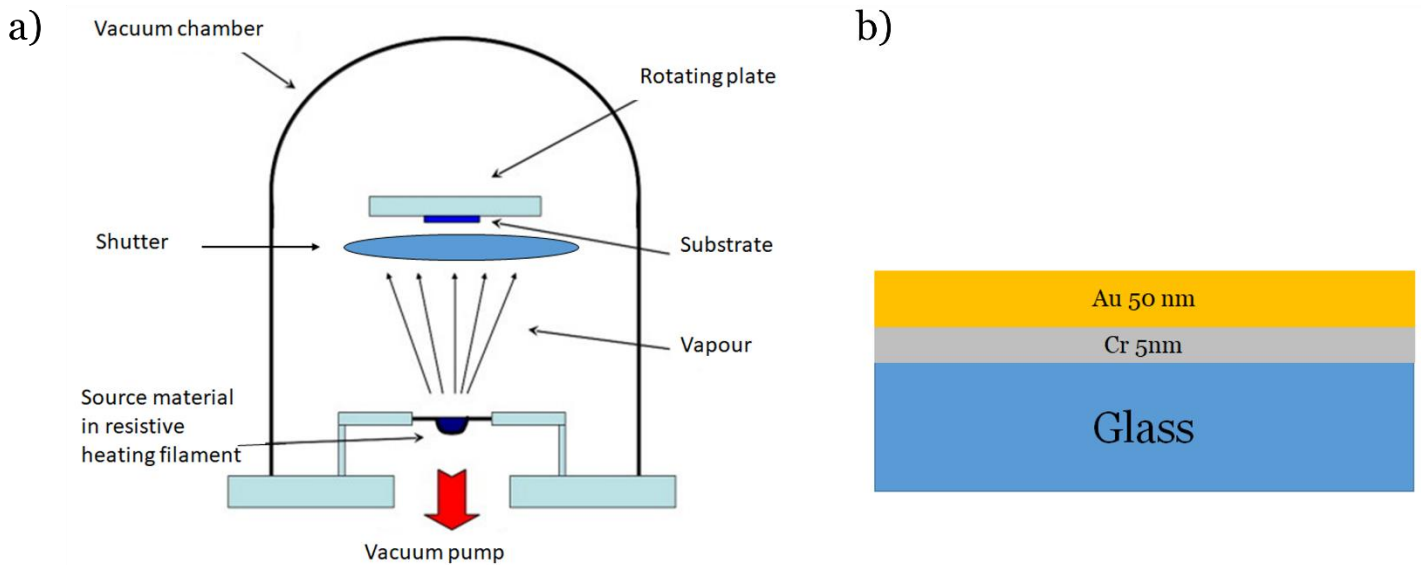 a)
Vacuum chamber
Rotating plate
Shutter
Substrate
Vapour
Source material
in resistive
heating filament
Vacuum pump
b)
Au 50 nm
Cr 5nm
Glass